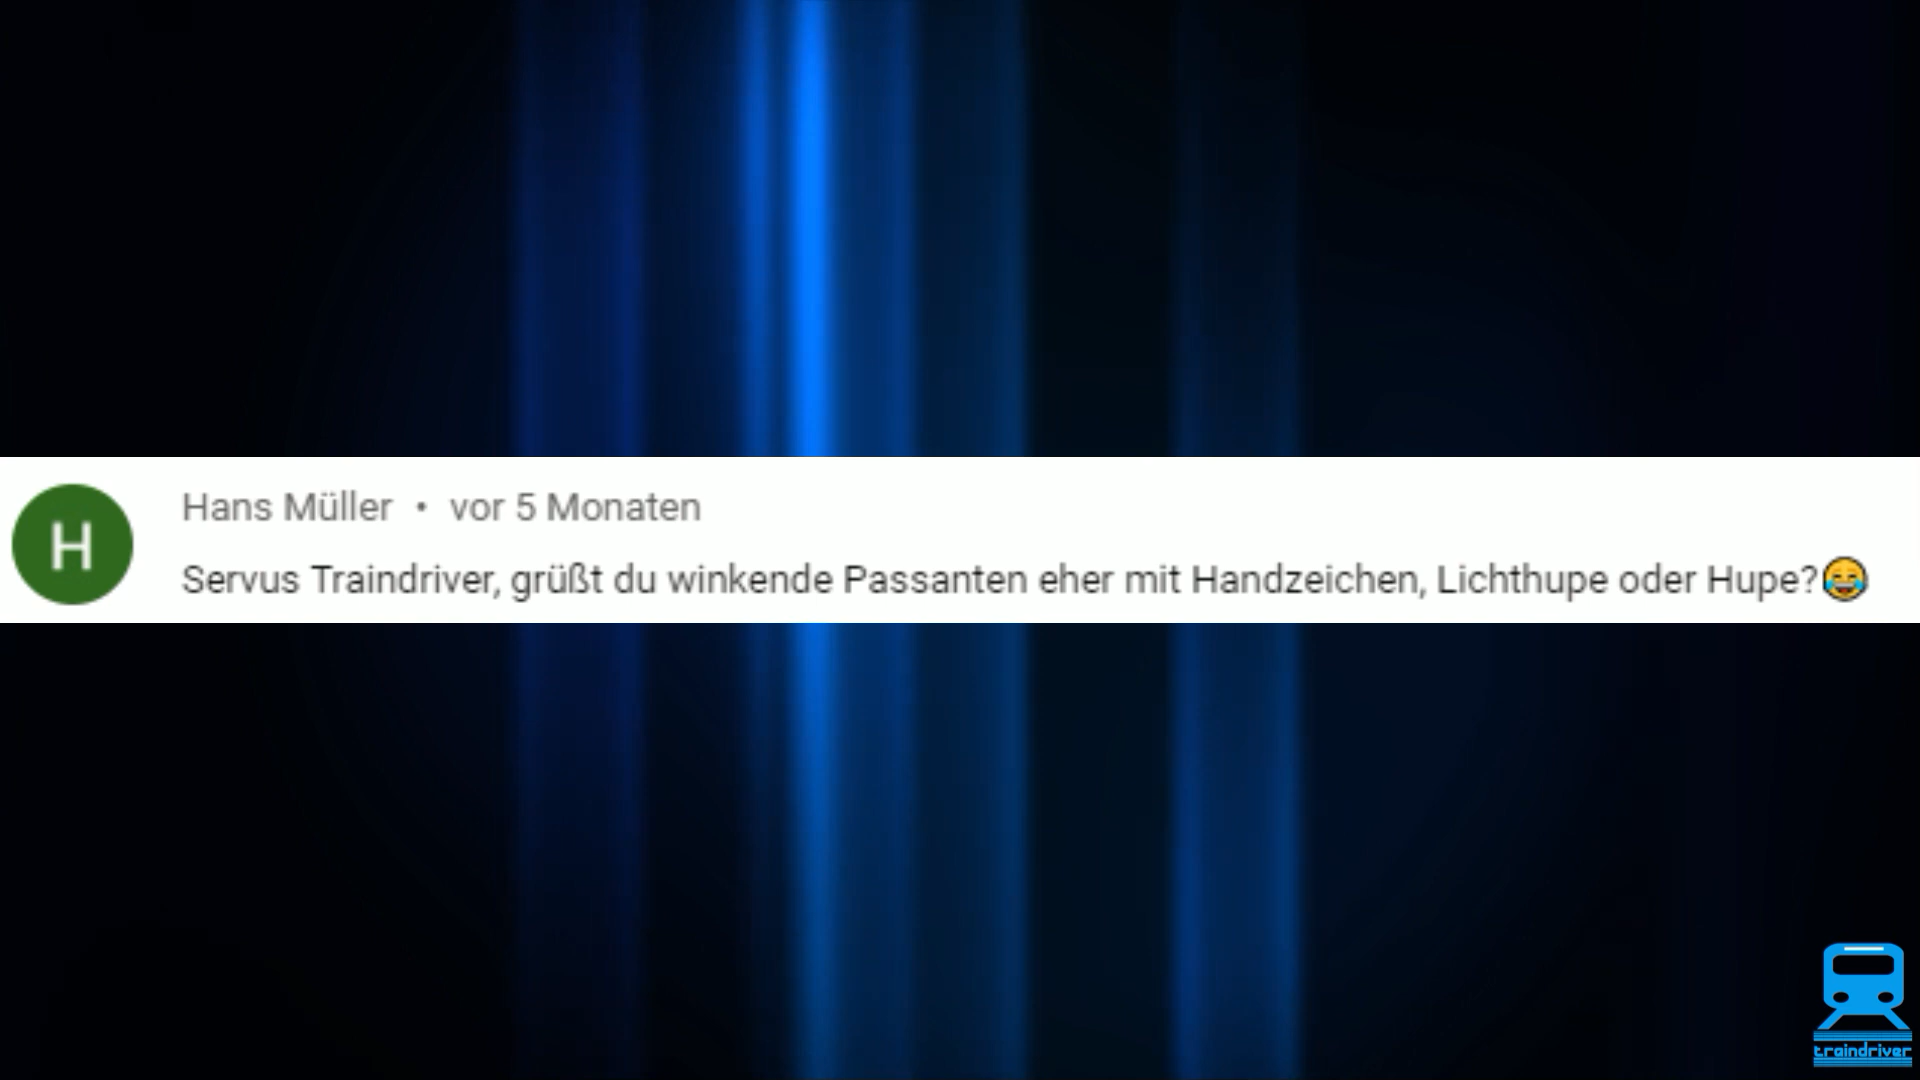 H
Hans Müller • vor 5 Monaten
Servus Traindriver, grüßt du winkende Passanten eher mit Handzeichen, Lichthupe oder Hupe?😂
traindriver